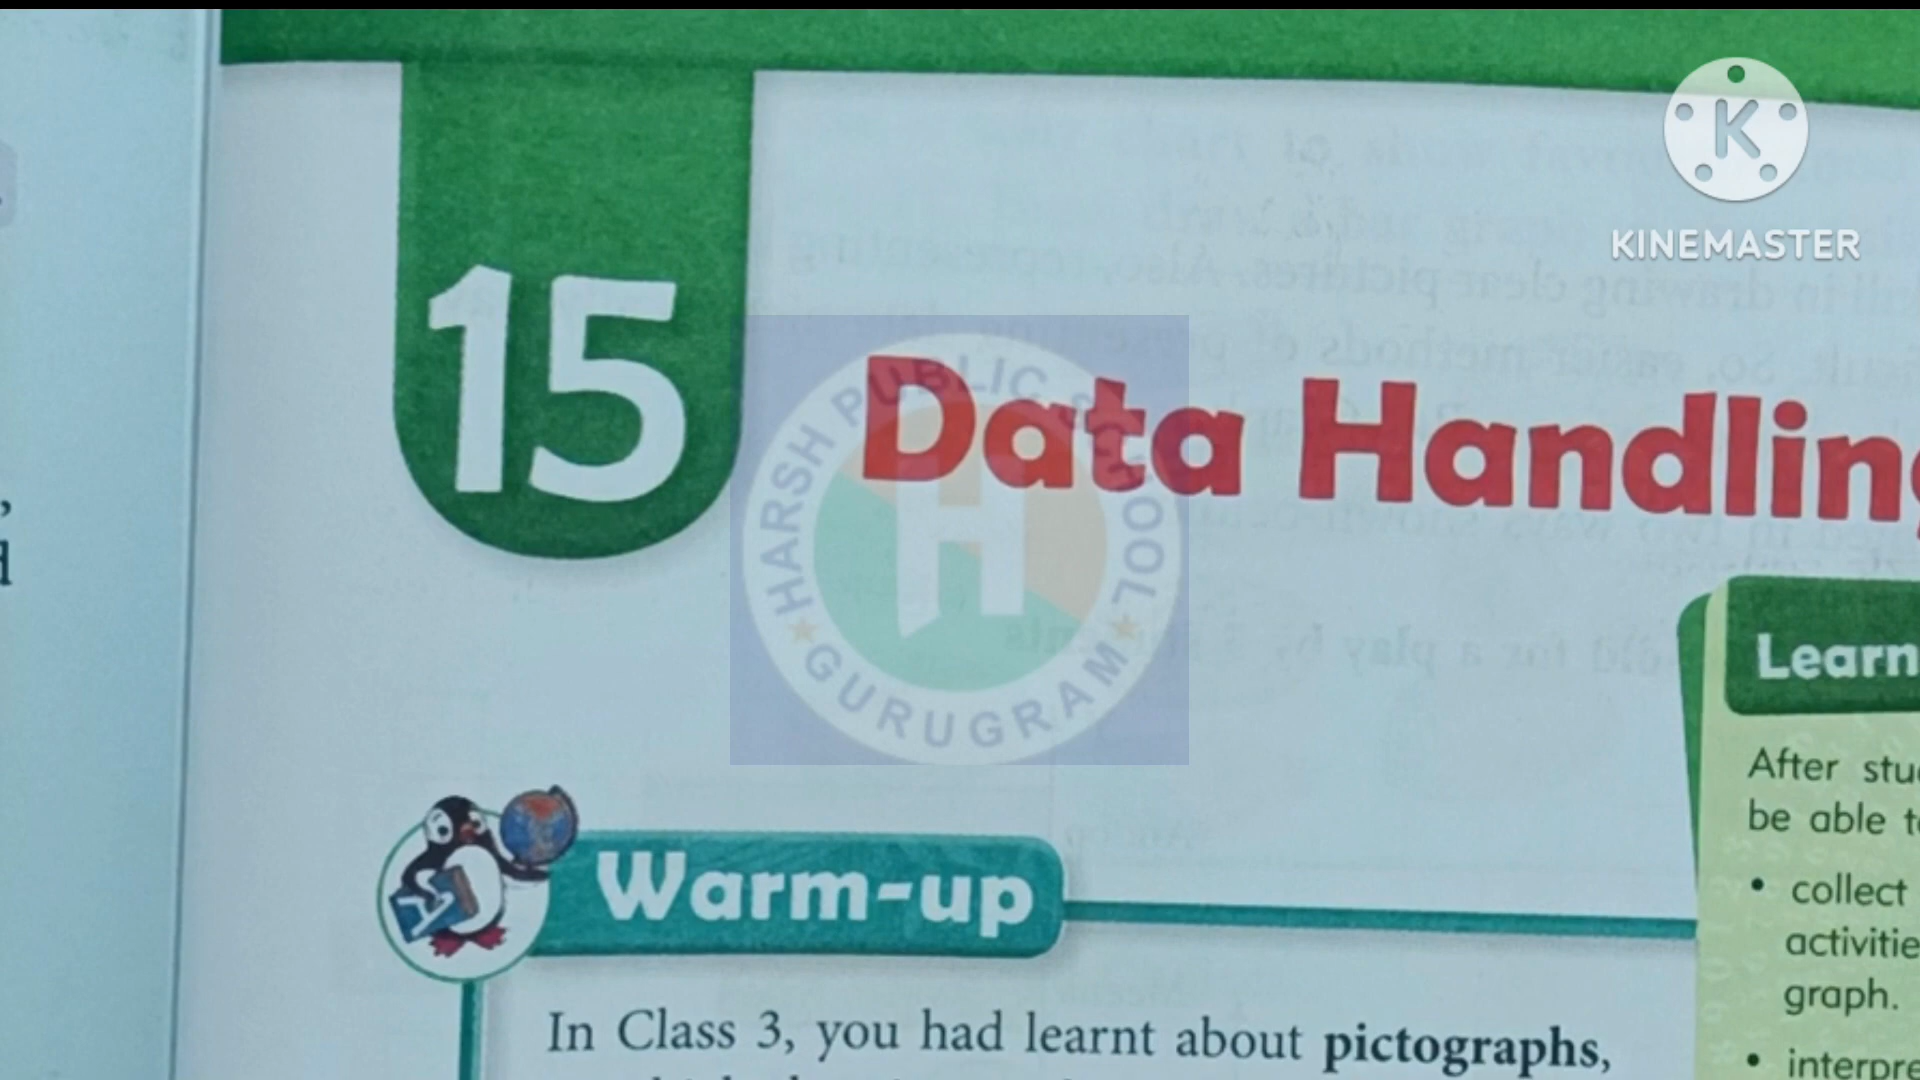 K
KINEMASTER
15
Data Handling
HARSH PUBLIC SCHOOL
H
GURUGRAM
Learn
After stu
be able t
collect
activitie
graph.
interpre
Warm-up
In Class 3, you had learnt about pictographs,